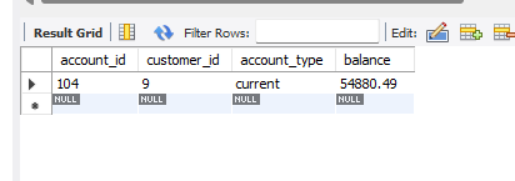 Result Grid Filter Rows: Edit:
account_id customer_id account_type balance
104 9 current 54880.49
NULL NULL NULL NULL